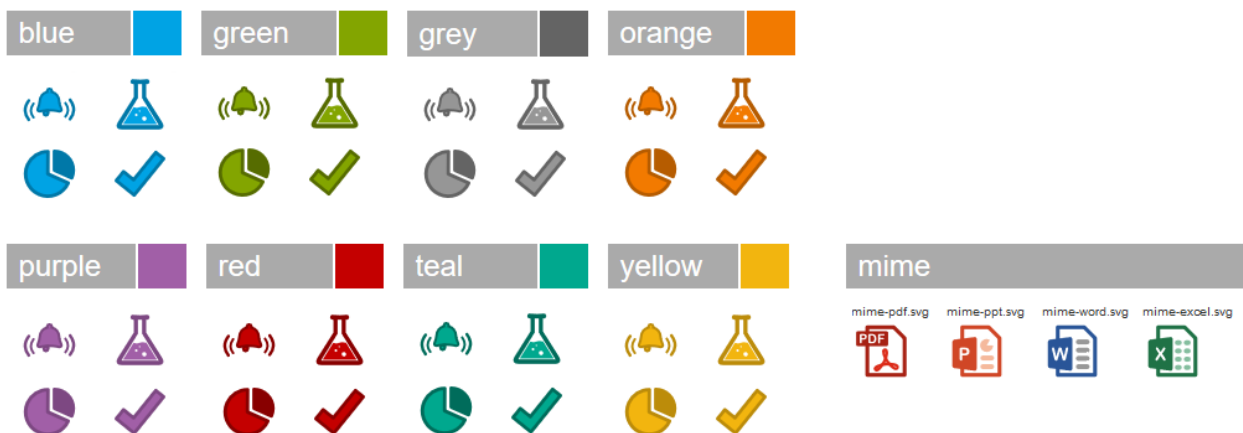 blue
green
grey
orange
purple
red
teal
yellow
mime
mime-pdf.svg
mime-ppt.svg
mime-word.svg
mime-excel.svg
PDF
P
W
X